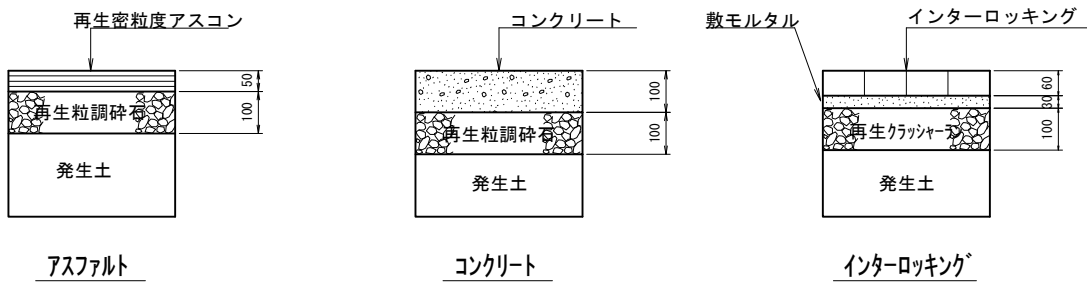 再生密粒度アスコン
50
100
再生粒調砕石
発生土
アスファルト
コンクリート
100
100
再生粒調砕石
発生土
コンクリート
敷モルタル
インターロッキング
60
30
100
再生クラッシャーラン
発生土
インターロッキング